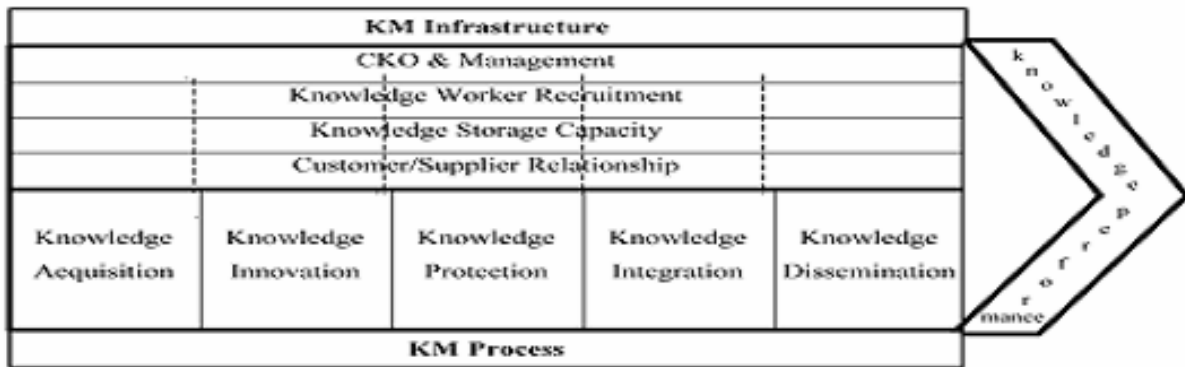 KM Infrastructure
CKO & Management
Knowledge Worker Recruitment
Knowledge Storage Capacity
Customer/Supplier Relationship
Knowledge Acquisition
Knowledge Innovation
Knowledge Protection
Knowledge Integration
Knowledge Dissemination
KM Process
knowledge performance